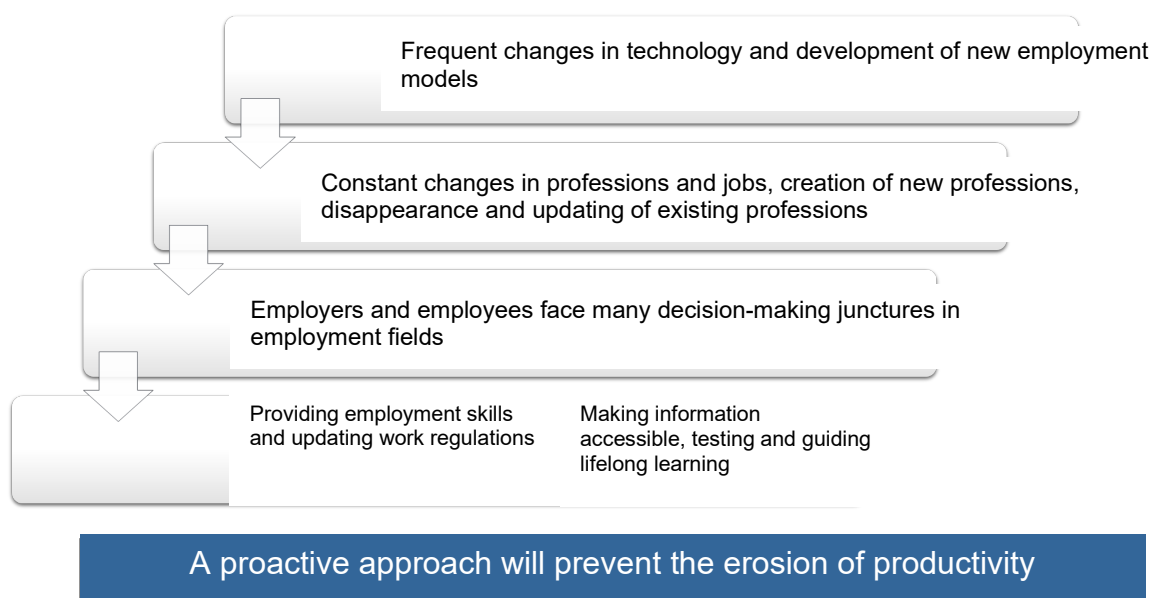 Frequent changes in technology and development of new employment
models
Constant changes in professions and jobs, creation of new professions,
disappearance and updating of existing professions
Employers and employees face many decision-making junctures in
employment fields
Providing employment skills
and updating work regulations
Making information
accessible, testing and guiding
lifelong learning
A proactive approach will prevent the erosion of productivity